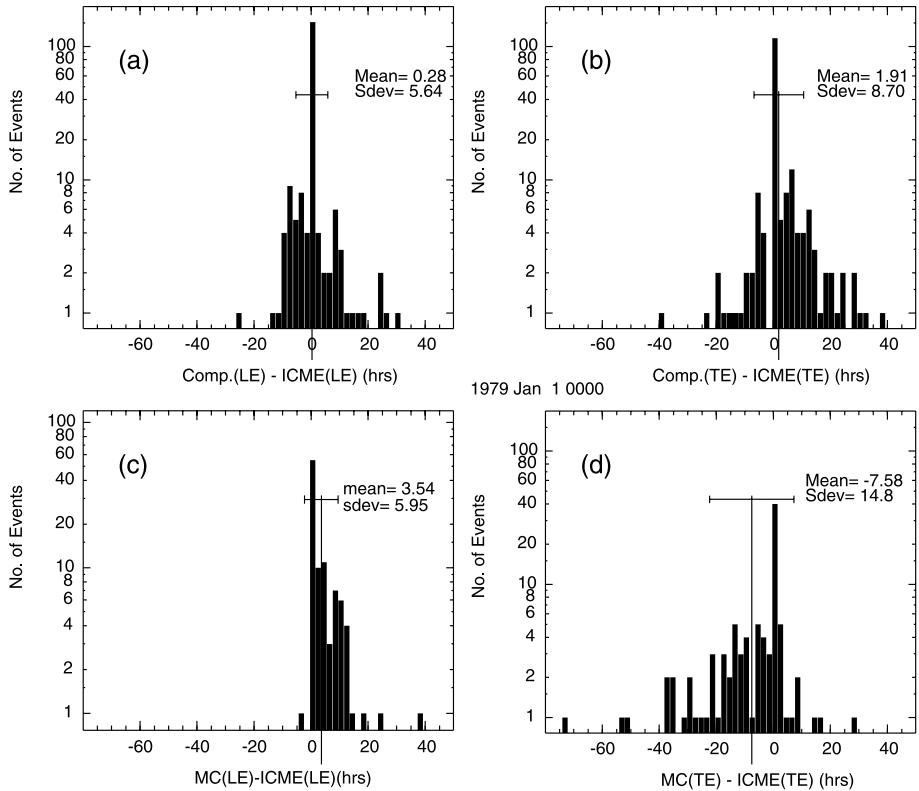 (a)
Mean= 0.28
Sdev= 5.64
No. of Events
100
80
60
40
20
10
8
6
4
2
1
-60 -40 -20 0 20 40
Comp.(LE) - ICME(LE) (hrs)
(b)
Mean= 1.91
Sdev= 8.70
No. of Events
100
80
60
40
20
10
8
6
4
2
1
-60 -40 -20 0 20 40
Comp.(TE) - ICME(TE) (hrs)
1979 Jan 1 0000
(c)
mean= 3.54
sdev= 5.95
No. of Events
100
80
60
40
20
10
8
6
4
2
1
-60 -40 -20 0 20 40
MC(LE)-ICME(LE)(hrs)
(d)
Mean= -7.58
Sdev= 14.8
No. of Events
100
80
60
40
20
10
8
6
4
2
1
-60 -40 -20 0 20 40
MC(TE) - ICME(TE) (hrs)